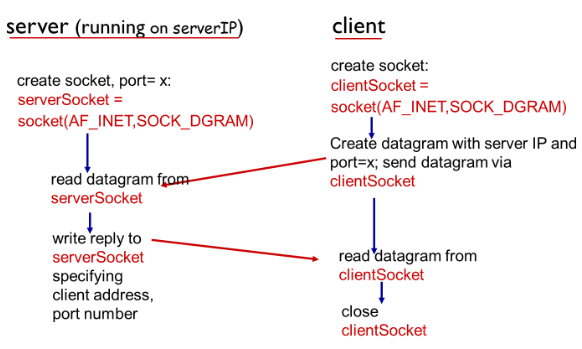 server (running on serverIP)
create socket, port= x:
serverSocket =
socket(AF_INET,SOCK_DGRAM)
read datagram from
serverSocket
write reply to
serverSocket
specifying
client address,
port number
client
create socket:
clientSocket =
socket(AF_INET,SOCK_DGRAM)
Create datagram with server IP and
port=x; send datagram via
clientSocket
read datagram from
clientSocket
close
clientSocket